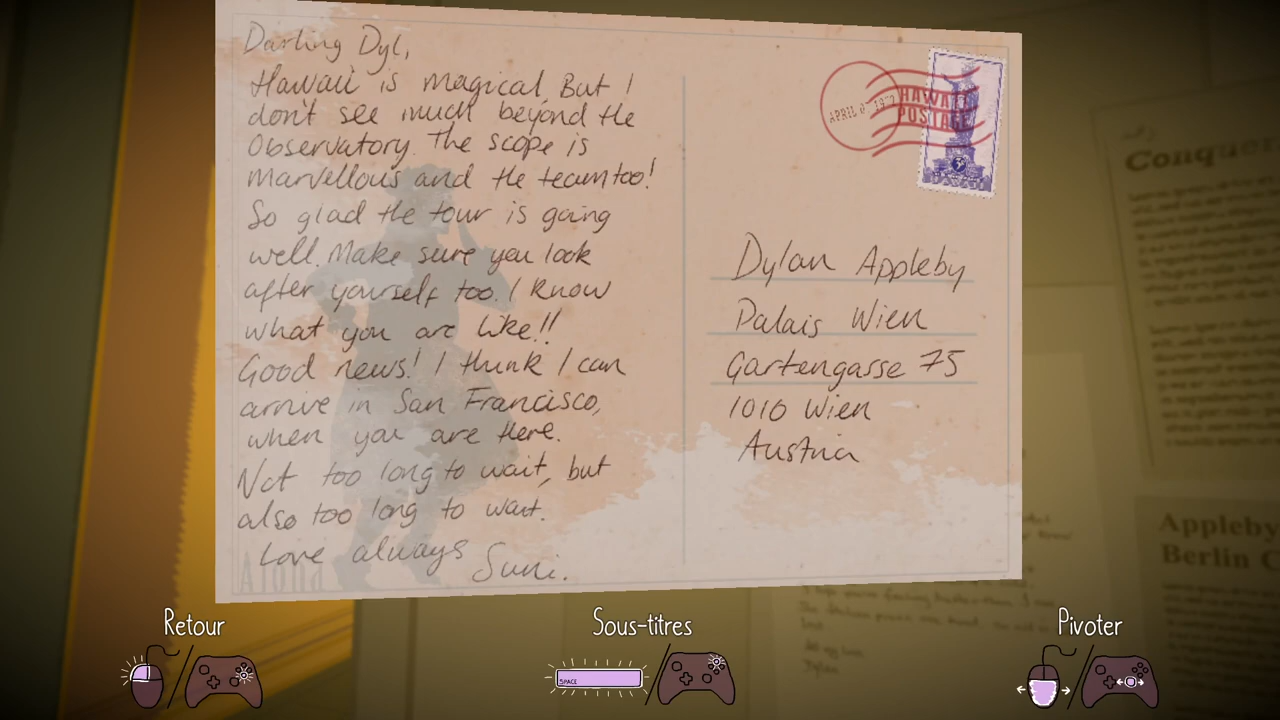 Darling Dyl,
Hawaii is magical. But I
don't see much beyond the
Observatory. The scope is
marvellous and the team too!
So glad the tour is going
well. Make sure you look
after yourself too. I know
what you are like!!
Good news! I think I can
arrive in San Francisco,
when you are there.
Not too long to wait, but
also too long to wait.
Love always Suni.
Aloha
APRIL
HAWAII
POSTAGE
Dylan Appleby
Palais Wien
Gartengasse 75
1010 Wien
Austria
Conquer
Appleby
Berlin C
Retour
Sous-titres
SPACE
Pivoter